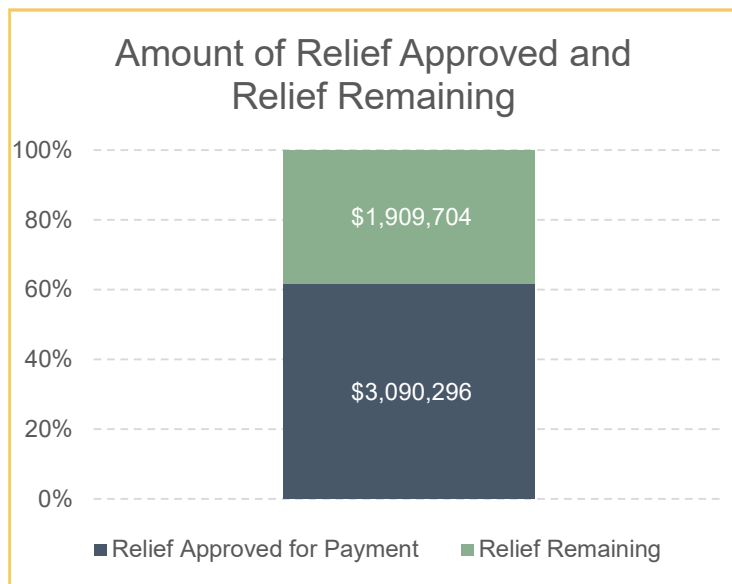 Amount of Relief Approved and
Relief Remaining
100%
80%
60%
40%
20%
0%
$1,909,704
$3,090,296
Relief Approved for Payment
Relief Remaining